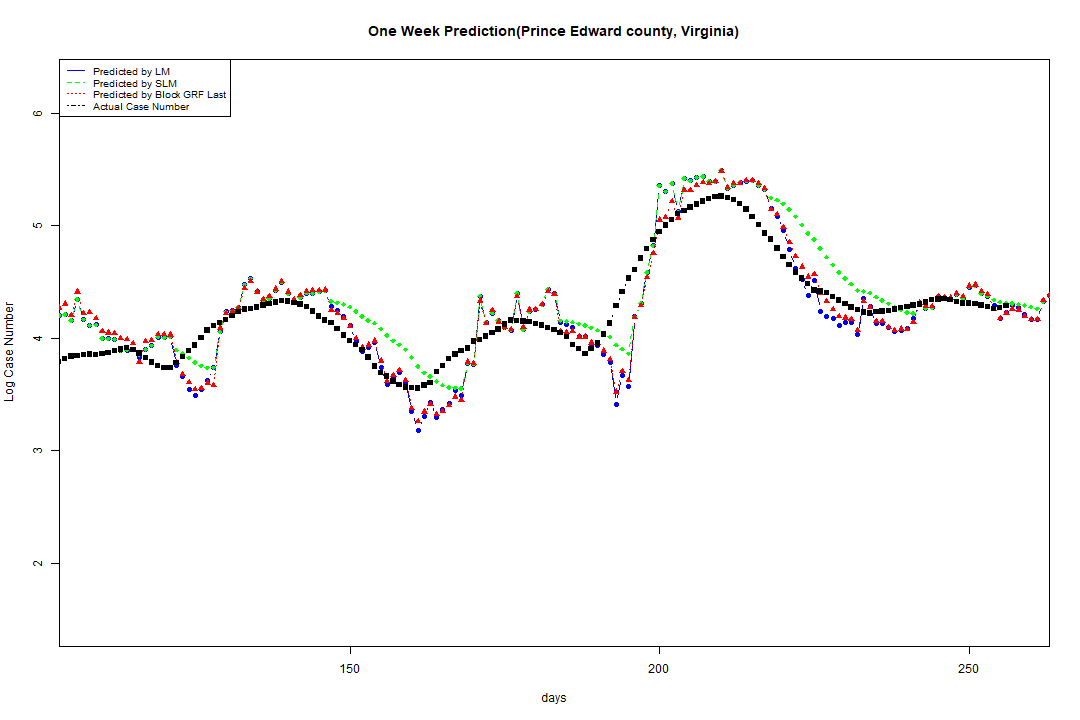 One Week Prediction(Prince Edward county, Virginia)
Predicted by LM
Predicted by SLM
Predicted by Block GRF Last
Actual Case Number
6
5
4
3
2
Log Case Number
150
200
250
days